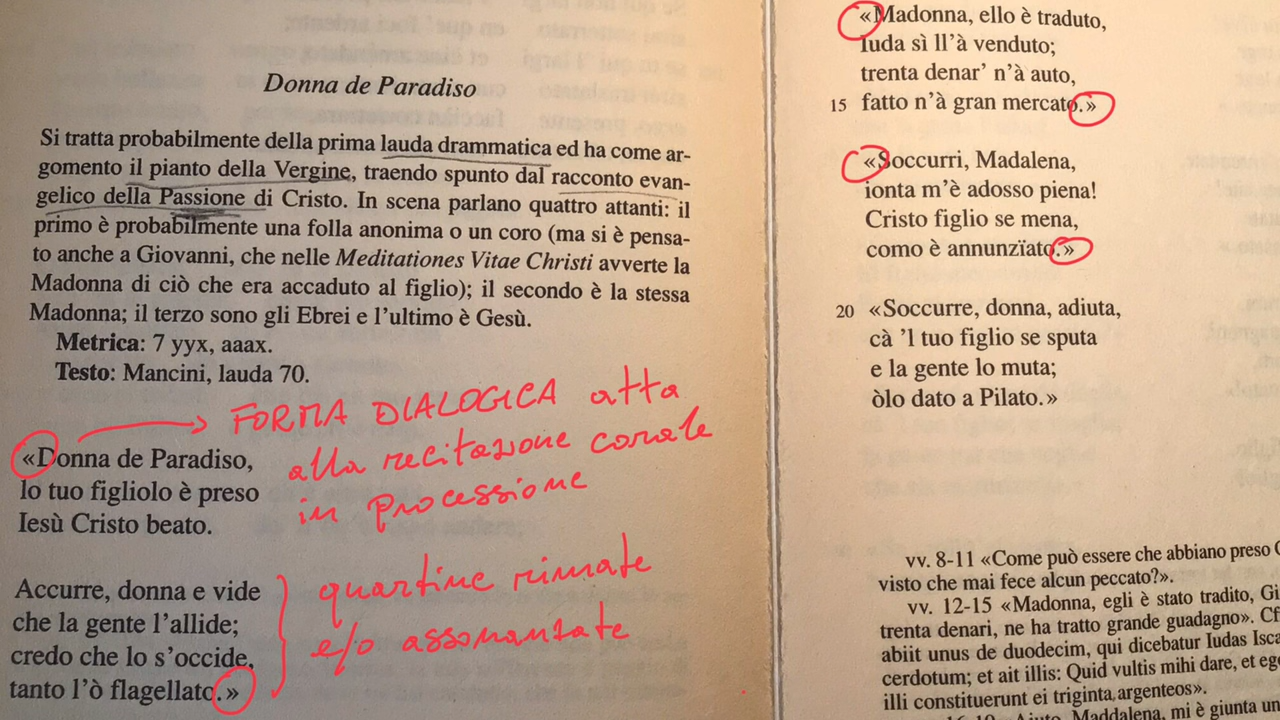 Donna de Paradiso
Si tratta probabilmente della prima lauda drammatica ed ha come ar-
gomento il pianto della Vergine, traendo spunto dal racconto evan-
gelico della Passione di Cristo. In scena parlano quattro attanti: il
primo è probabilmente una folla anonima o un coro (ma si è pensa-
to anche a Giovanni, che nelle Meditationes Vitae Christi avverte la
Madonna di ciò che era accaduto al figlio); il secondo è la stessa
Madonna; il terzo sono gli Ebrei e l'ultimo è Gesù.
Metrica: 7 yyx, aaax.
Testo: Mancini, lauda 70.
FORMA DIALOGICA atta
alla recitazione corale
in processione
«Donna de Paradiso,
lo tuo figliolo è preso
Iesù Cristo beato.
Accurre, donna e vide
che la gente l'allide;
credo che lo s'occide,
tanto l'ò flagellato.»
quartine rimate
e/o assonanzate
«Madonna, ello è traduto,
Iuda sì ll'à venduto;
trenta denar' n'à auto,
15 fatto n'à gran mercato.»
«Soccurri, Madalena,
ionta m'è adosso piena!
Cristo figlio se mena,
como è annunzïato.»
20 «Soccurre, donna, adiuta,
cà 'l tuo figlio se sputa
e la gente lo muta;
òlo dato a Pilato.»
vv. 8-11 «Come può essere che abbiano preso
visto che mai fece alcun peccato?».
vv. 12-15 «Madonna, egli è stato tradito,
trenta denari, ne ha tratto grande guadagno».
abiit unus de duodecim, qui dicebatur Iudas
cerdotum; et ait illis: Quid vultis mihi dare, et
illi constituerunt ei triginta argenteos».
Maddalena, mi è giunta